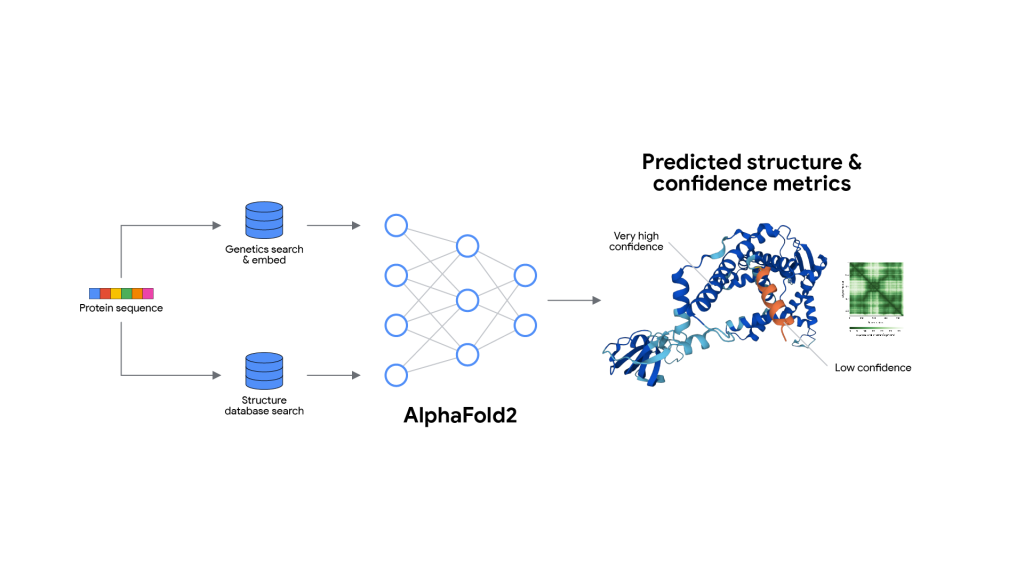 Predicted structure &
confidence metrics
Very high
confidence
Genetics search
& embed
Protein sequence
Low confidence
Structure
database search
AlphaFold2